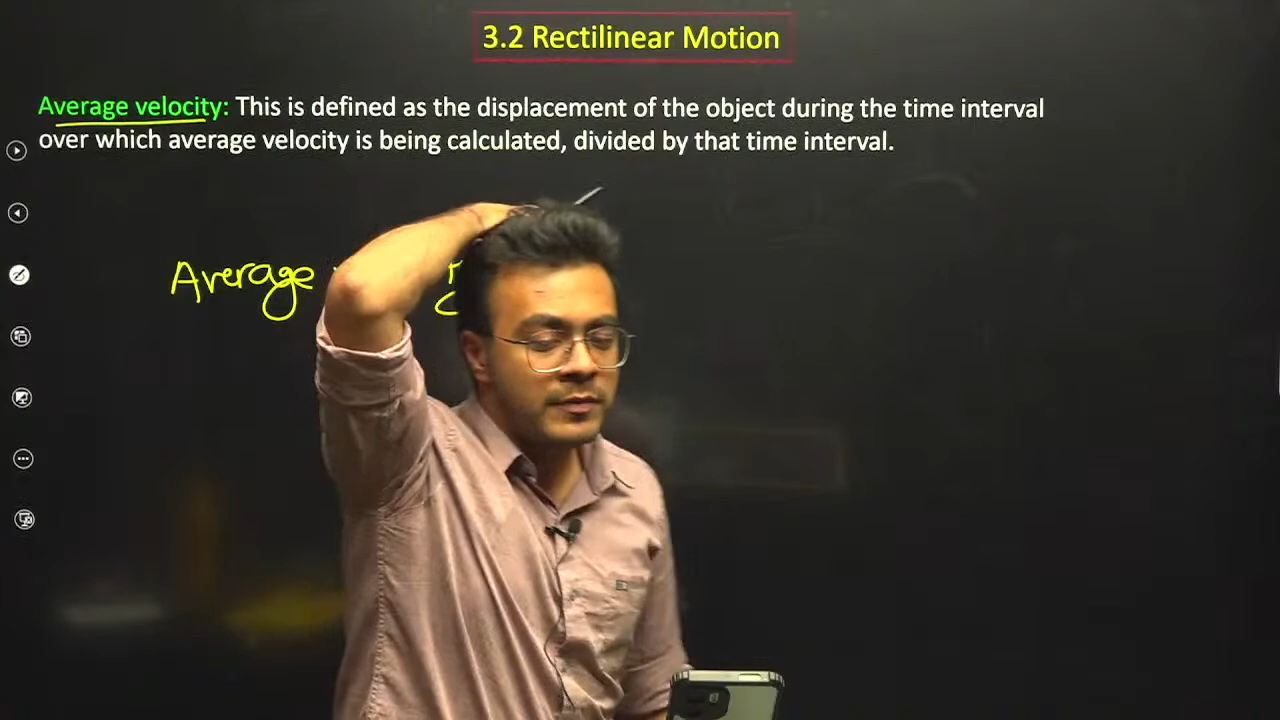 3.2 Rectilinear Motion
Average velocity: This is defined as the displacement of the object during the time interval
over which average velocity is being calculated, divided by that time interval.
Average